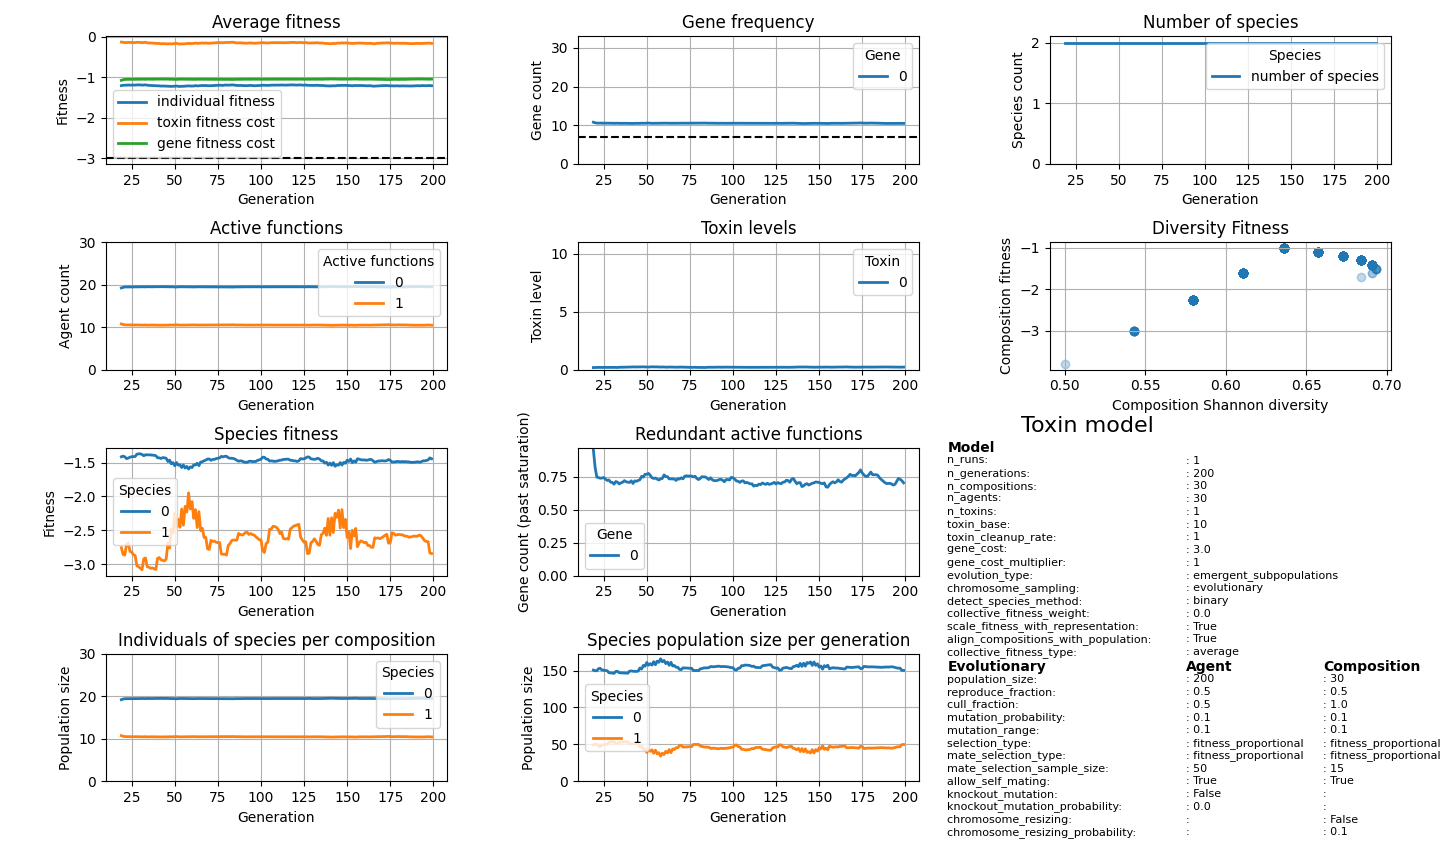 Average fitness
0
−1
−2
−3
Fitness
individual fitness
toxin fitness cost
gene fitness cost
25 50 75 100 125 150 175 200
Generation
Gene frequency
30
20
10
0
Gene count
Gene
0
25 50 75 100 125 150 175 200
Generation
Number of species
2
1
0
Species count
Species
number of species
25 50 75 100 125 150 175 200
Generation
Active functions
30
20
10
0
Agent count
Active functions
0
1
25 50 75 100 125 150 175 200
Generation
Toxin levels
10
5
0
Toxin level
Toxin
0
25 50 75 100 125 150 175 200
Generation
Diversity Fitness
−1
−2
−3
Composition fitness
0.50 0.55 0.60 0.65 0.70
Composition Shannon diversity
Species fitness
−1.5
−2.0
−2.5
−3.0
Fitness
Species
0
1
25 50 75 100 125 150 175 200
Generation
Redundant active functions
0.75
0.50
0.25
0.00
Gene count (past saturation)
Gene
0
25 50 75 100 125 150 175 200
Generation
Individuals of species per composition
30
20
10
0
Population size
Species
0
1
25 50 75 100 125 150 175 200
Generation
Species population size per generation
150
100
50
0
Population size
Species
0
1
25 50 75 100 125 150 175 200
Generation
Toxin model
Model
n_runs: : 1
n_generations: : 200
n_compositions: : 30
n_agents: : 30
n_toxins: : 1
toxin_base: : 10
toxin_cleanup_rate: : 1
gene_cost: : 3.0
gene_cost_multiplier: : 1
evolution_type: : emergent_subpopulations
chromosome_sampling: : evolutionary
detect_species_method: : binary
collective_fitness_weight: : 0.0
scale_fitness_with_representation: : True
align_compositions_with_population: : True
collective_fitness_type: : average
Evolutionary Agent Composition
population_size: : 200 : 30
reproduce_fraction: : 0.5 : 0.5
cull_fraction: : 0.5 : 1.0
mutation_probability: : 0.1 : 0.1
mutation_range: : 0.1 : 0.1
selection_type: : fitness_proportional : fitness_proportional
mate_selection_type: : fitness_proportional : fitness_proportional
mate_selection_sample_size: : 50 : 15
allow_self_mating: : True : True
knockout_mutation: : False :
knockout_mutation_probability: : 0.0 :
chromosome_resizing: : : False
chromosome_resizing_probability: : : 0.1